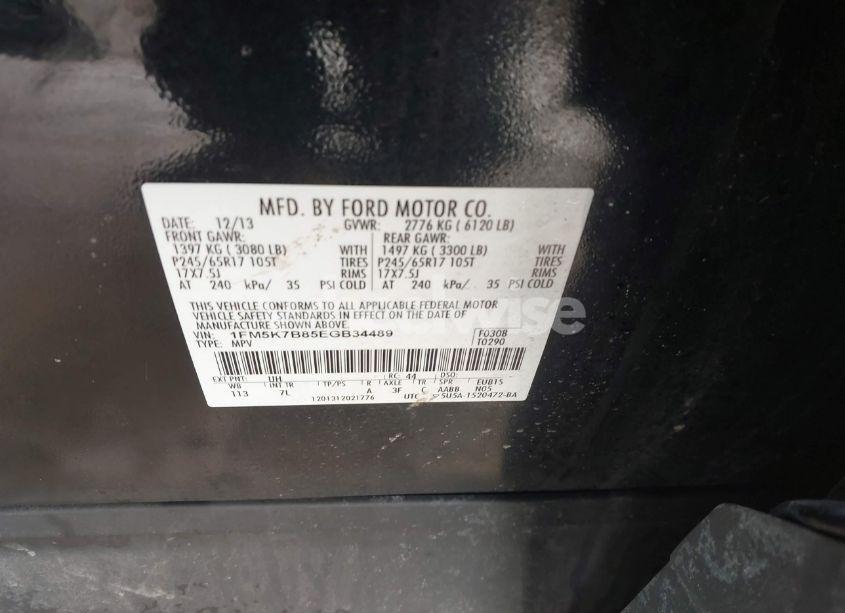 MFD. BY FORD MOTOR CO.
DATE: 12/13 GVWR: 2776 KG ( 6120 LB)
FRONT GAWR: REAR GAWR:
1397 KG ( 3080 LB) WITH 1497 KG ( 3300 LB) WITH
P245/65R17 105T TIRES P245/65R17 105T TIRES
17X7.5J RIMS 17X7.5J RIMS
AT 240 kPa/ 35 PSI COLD AT 240 kPa/ 35 PSI COLD
THIS VEHICLE CONFORMS TO ALL APPLICABLE FEDERAL MOTOR
VEHICLE SAFETY STANDARDS IN EFFECT ON THE DATE OF
MANUFACTURE SHOWN ABOVE.
VIN: 1FM5K7B85EGB34489 F0308
TYPE: MPV T0290
EXT PNT: UH RC: 44 DSO:
WB INT TR TP/PS R AXLE TR SPR EUB15
113 7L A 3F C AABB N05
1201312021776 UTC 5U5A-1520472-BA